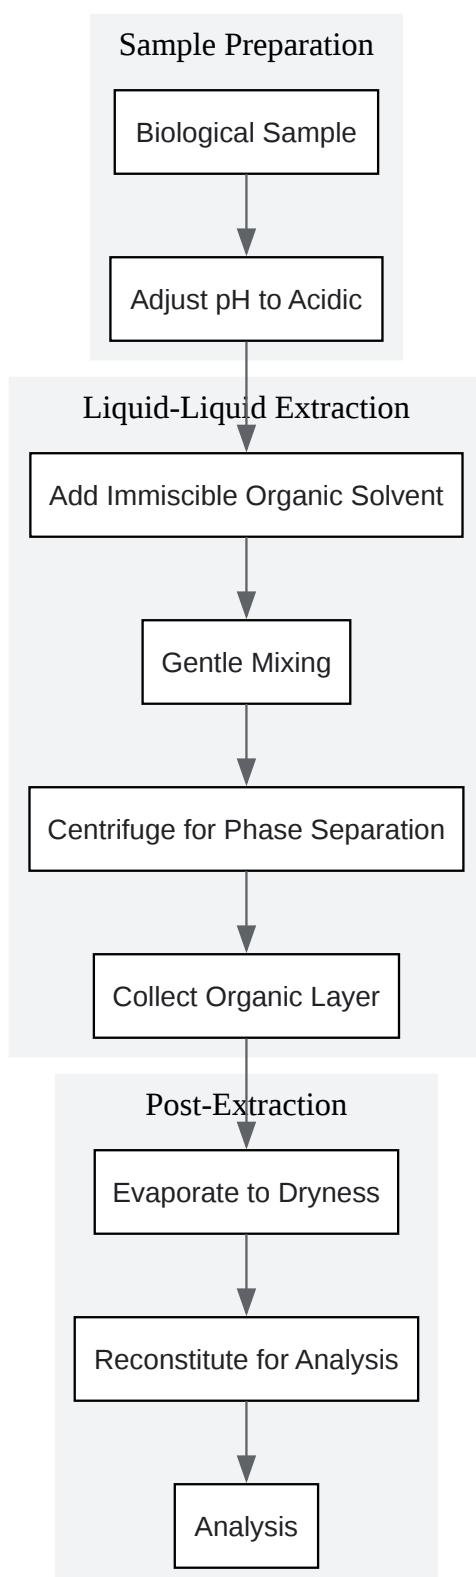 Sample Preparation
Biological Sample
Adjust pH to Acidic
Liquid-Liquid Extraction
Add Immiscible Organic Solvent
Gentle Mixing
Centrifuge for Phase Separation
Collect Organic Layer
Post-Extraction
Evaporate to Dryness
Reconstitute for Analysis
Analysis